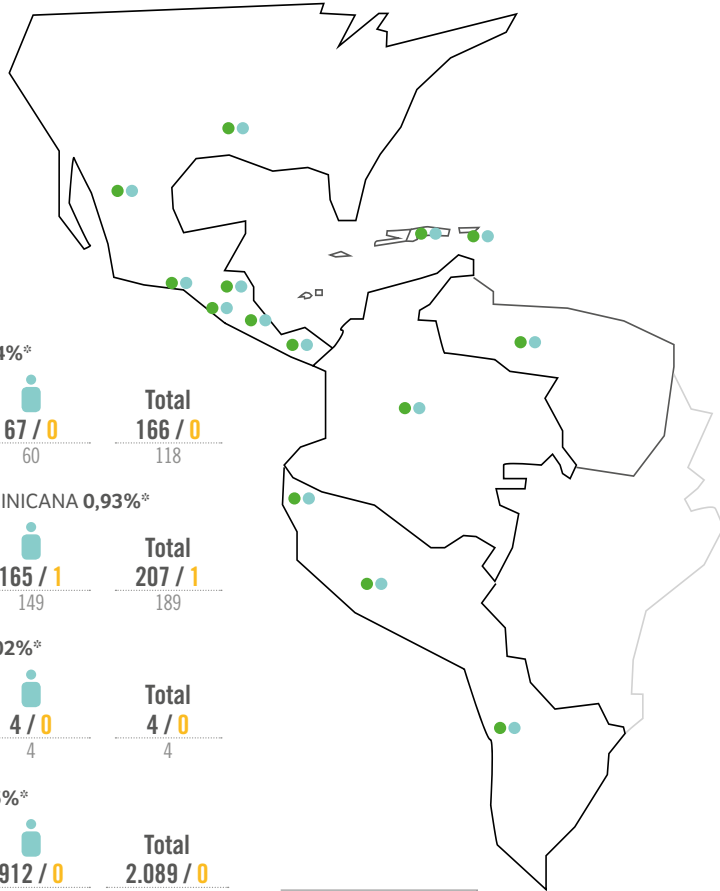 4%*
Total
67 / 0
166 / 0
60
118
INICANA 0,93%*
Total
165 / 1
207 / 1
149
189
02%*
Total
4 / 0
4 / 0
4
4
%*
Total
912 / 0
2.089 / 0